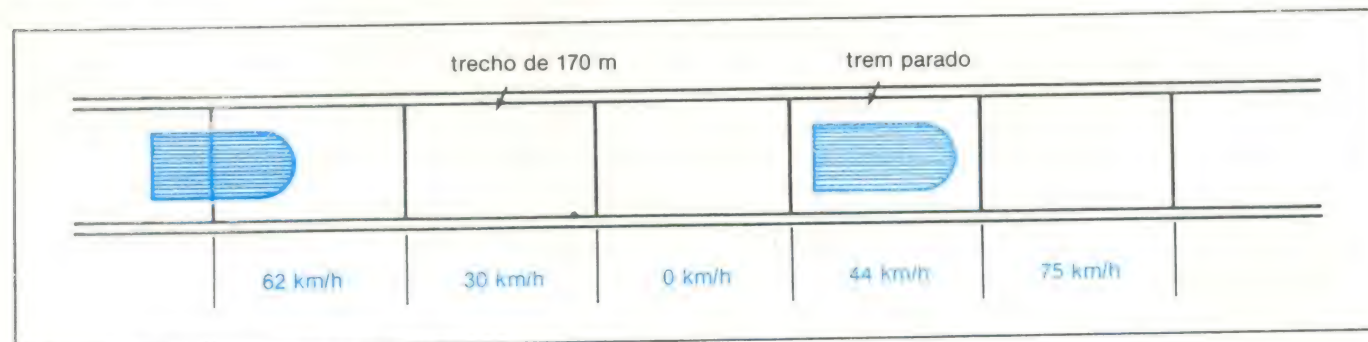 trecho de 170 m
trem parado
62 km/h
30 km/h
0 km/h
44 km/h
75 km/h